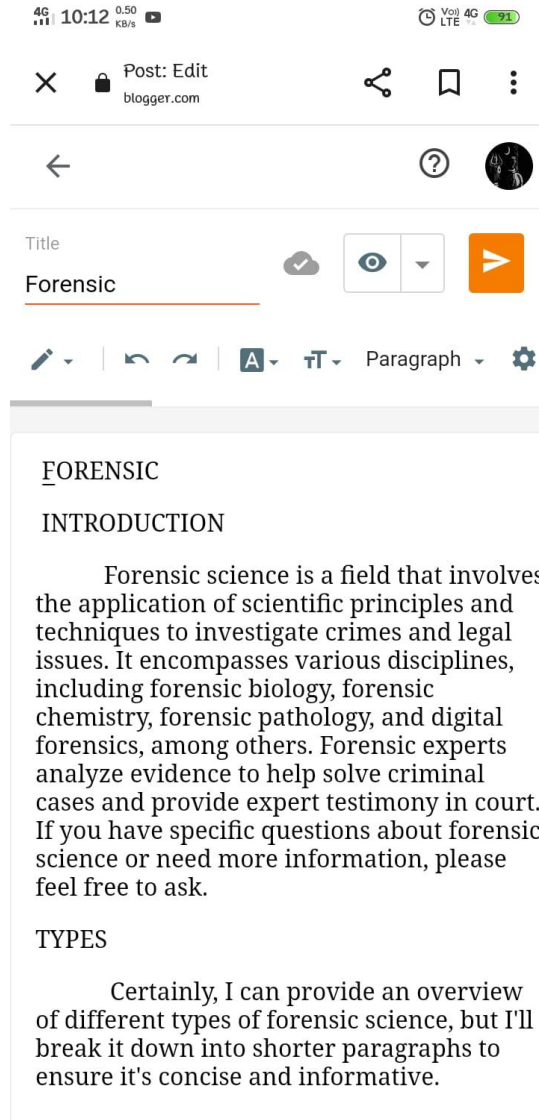 4G 10:12 0.50 KB/s Vo)) LTE 4G 91
Post: Edit
blogger.com
Title
Forensic
A TT Paragraph
FORENSIC
INTRODUCTION
Forensic science is a field that involves
the application of scientific principles and
techniques to investigate crimes and legal
issues. It encompasses various disciplines,
including forensic biology, forensic
chemistry, forensic pathology, and digital
forensics, among others. Forensic experts
analyze evidence to help solve criminal
cases and provide expert testimony in court.
If you have specific questions about forensic
science or need more information, please
feel free to ask.
TYPES
Certainly, I can provide an overview
of different types of forensic science, but I'll
break it down into shorter paragraphs to
ensure it's concise and informative.